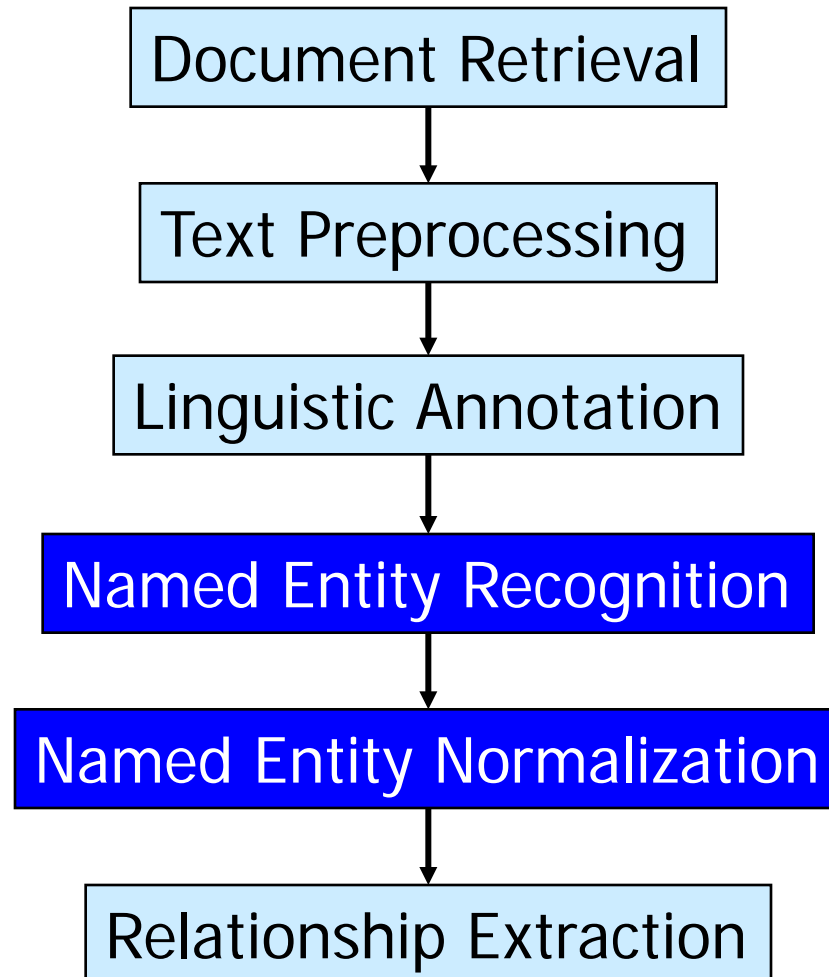 Document Retrieval
Text Preprocessing
Linguistic Annotation
Named Entity Recognition
Named Entity Normalization
Relationship Extraction